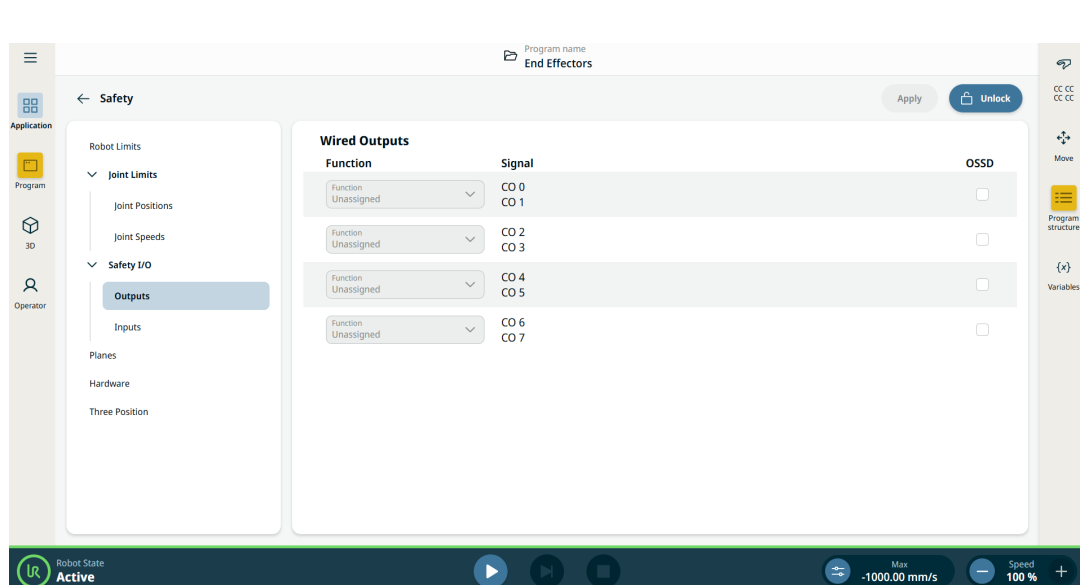 Program name
End Effectors
Safety
Apply
Unlock
CC CC
CC CC
Application
Program
3D
Operator
Robot Limits
Joint Limits
Joint Positions
Joint Speeds
Safety I/O
Outputs
Inputs
Planes
Hardware
Three Position
Wired Outputs
Function Signal OSSD
Function
Unassigned
CO 0
CO 1
Function
Unassigned
CO 2
CO 3
Function
Unassigned
CO 4
CO 5
Function
Unassigned
CO 6
CO 7
Move
Program
structure
{x}
Variables
UR
Robot State
Active
Max
-1000.00 mm/s
Speed
100 %